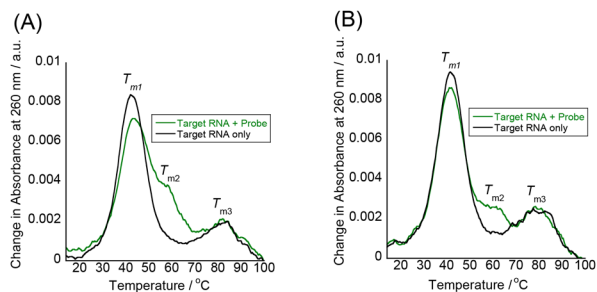 (A)
Change in Absorbance at 260 nm / a.u.
0.01
0.008
0.006
0.004
0.002
0
Tm1
Tm2
Tm3
Target RNA + Probe
Target RNA only
20 30 40 50 60 70 80 90 100
Temperature / °C
(B)
Change in Absorbance at 260 nm / a.u.
0.01
0.008
0.006
0.004
0.002
0
Tm1
Tm2
Tm3
Target RNA + Probe
Target RNA only
20 30 40 50 60 70 80 90 100
Temperature / °C